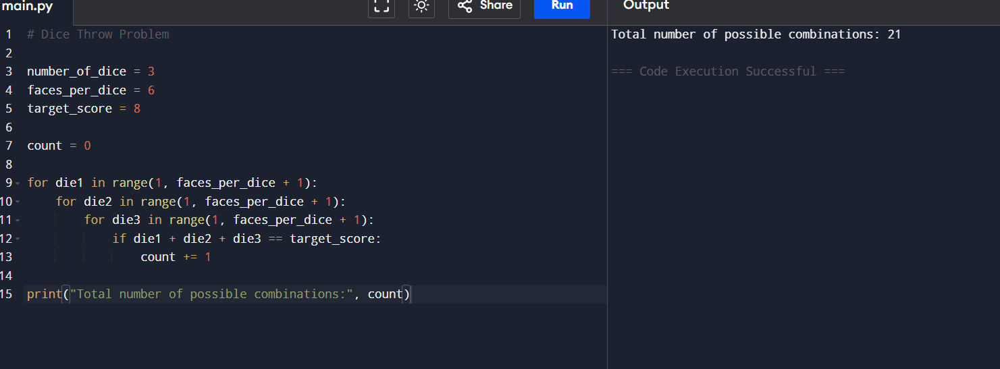 main.py Share Run Output
1 # Dice Throw Problem
2
3 number_of_dice = 3
4 faces_per_dice = 6
5 target_score = 8
6
7 count = 0
8
9 for die1 in range(1, faces_per_dice + 1):
10     for die2 in range(1, faces_per_dice + 1):
11         for die3 in range(1, faces_per_dice + 1):
12             if die1 + die2 + die3 == target_score:
13                 count += 1
14
15 print("Total number of possible combinations:", count)
Total number of possible combinations: 21
=== Code Execution Successful ===